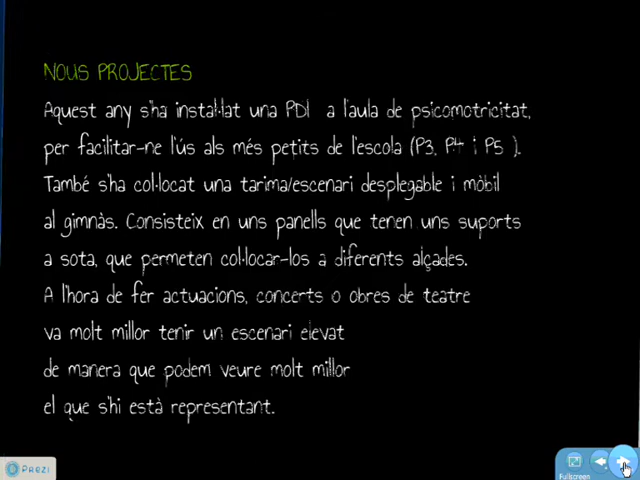 NOUS PROJECTES
Aquest any s'ha instal·lat una PDI a l'aula de psicomotricitat,
per facilitar-ne l'ús als més petits de l'escola (P3, P4 i P5 ).
També s'ha col·locat una tarima/escenari desplegable i mòbil
al gimnàs. Consisteix en uns panells que tenen uns suports
a sota, que permeten col·locar-los a diferents alçades.
A l'hora de fer actuacions, concerts o obres de teatre
va molt millor tenir un escenari elevat
de manera que podem veure molt millor
el que s'hi està representant.
PREZI
Fullscreen